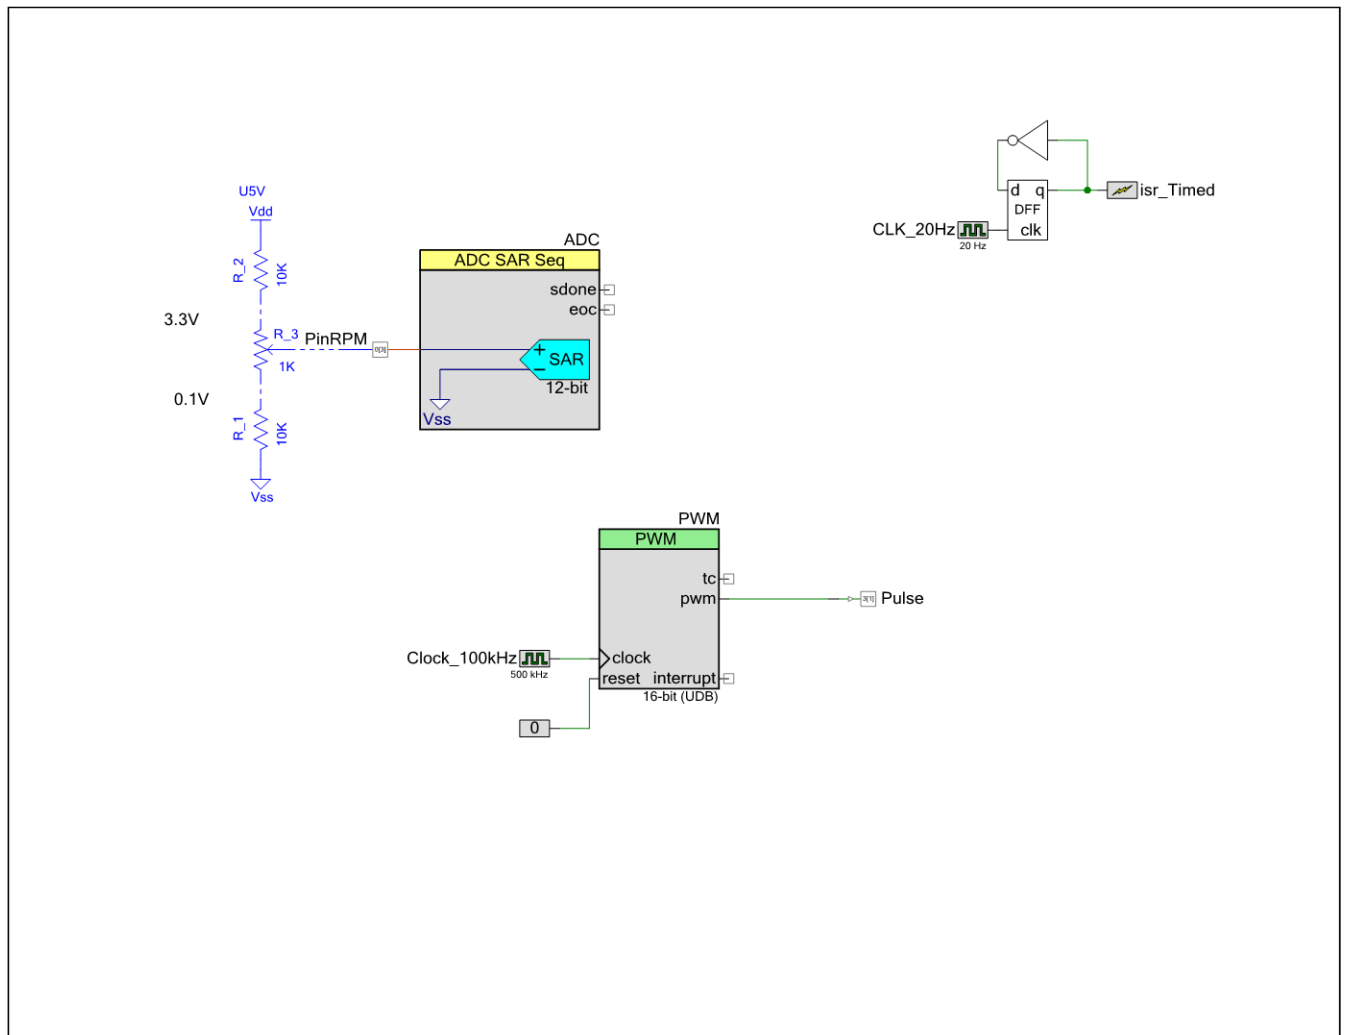 U5V
Vdd
R_2
10K
3.3V
R_3
1K
PinRPM
0.1V
R_1
10K
Vss
ADC
ADC SAR Seq
sdone
eoc
+
SAR
−
12-bit
Vss
d q
DFF
clk
CLK_20Hz
20 Hz
isr_Timed
PWM
PWM
tc
pwm
Pulse
Clock_100kHz
500 kHz
clock
reset interrupt
16-bit (UDB)
0